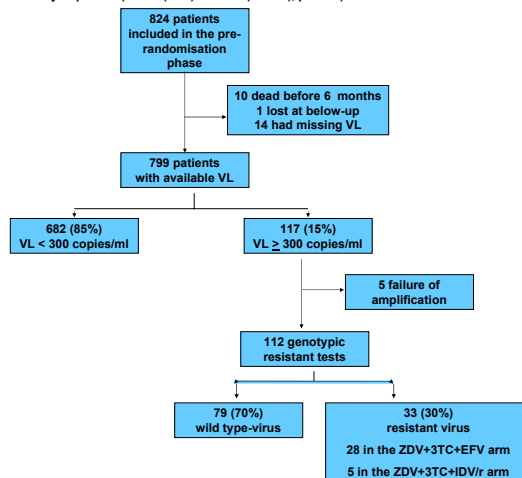 824 patients
included in the pre-
randomisation
phase
10 dead before 6 months
1 lost at below-up
14 had missing VL
799 patients
with available VL
682 (85%)
VL < 300 copies/ml
117 (15%)
VL ≥ 300 copies/ml
5 failure of
amplification
112 genotypic
resistant tests
79 (70%)
wild type-virus
33 (30%)
resistant virus
28 in the ZDV+3TC+EFV arm
5 in the ZDV+3TC+IDV/r arm